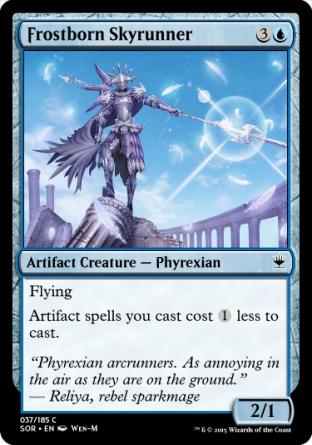 Frostborn Skyrunner 3
Artifact Creature — Phyrexian
Flying
Artifact spells you cast cost 1 less to
cast.
“Phyrexian arcrunners. As annoying
in the air as they are on the ground.”
— Reliya, rebel sparkmage
2/1
037/185 C
SOR • EN Wen-M
™ & © 2015 Wizards of the Coast